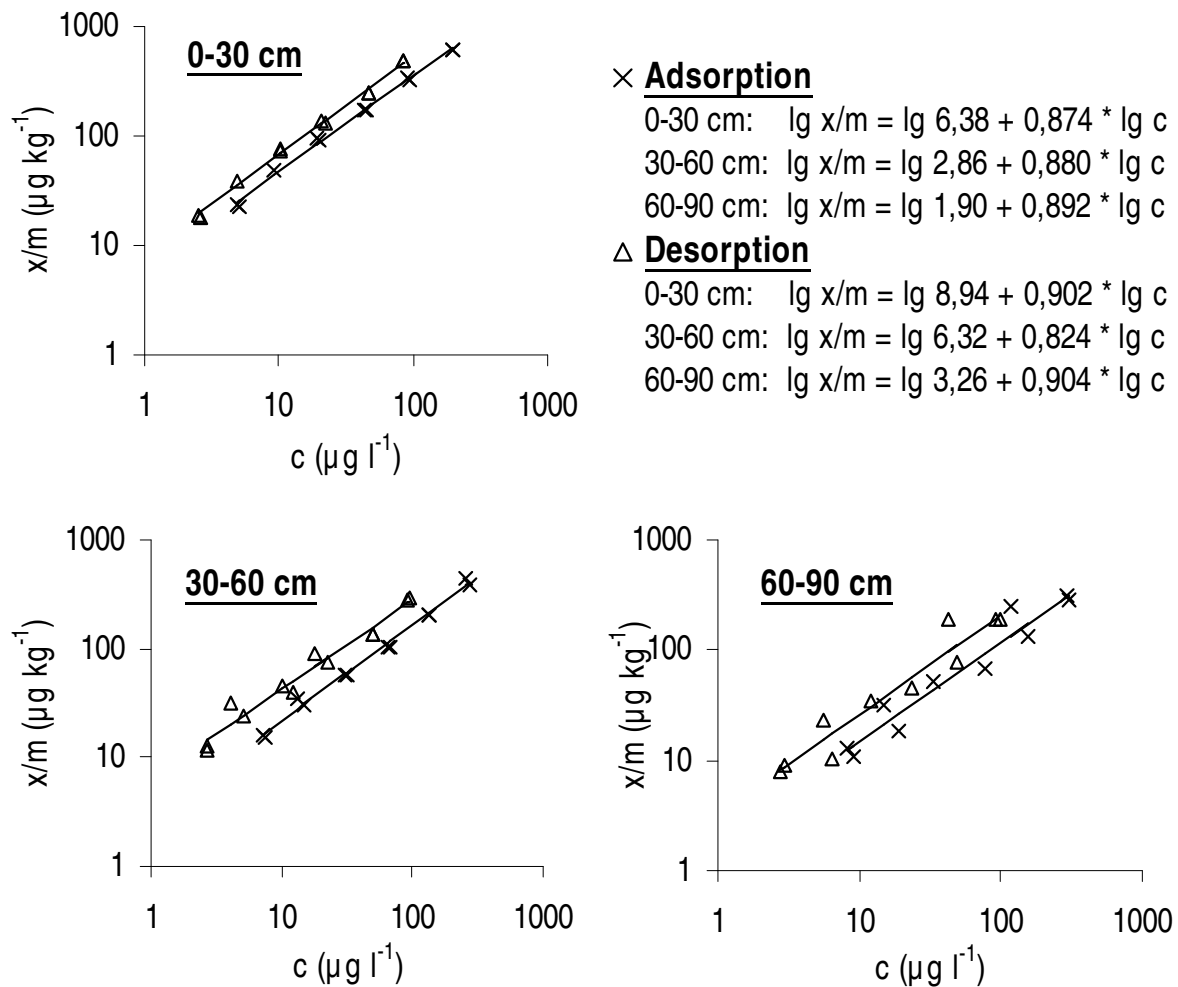 1000
100
10
1
x/m (µg kg-1)
0-30 cm
1 10 100 1000
c (µg l-1)
× Adsorption
0-30 cm: lg x/m = lg 6,38 + 0,874 * lg c
30-60 cm: lg x/m = lg 2,86 + 0,880 * lg c
60-90 cm: lg x/m = lg 1,90 + 0,892 * lg c
△ Desorption
0-30 cm: lg x/m = lg 8,94 + 0,902 * lg c
30-60 cm: lg x/m = lg 6,32 + 0,824 * lg c
60-90 cm: lg x/m = lg 3,26 + 0,904 * lg c
1000
100
10
1
x/m (µg kg-1)
30-60 cm
1 10 100 1000
c (µg l-1)
1000
100
10
1
x/m (µg kg-1)
60-90 cm
1 10 100 1000
c (µg l-1)